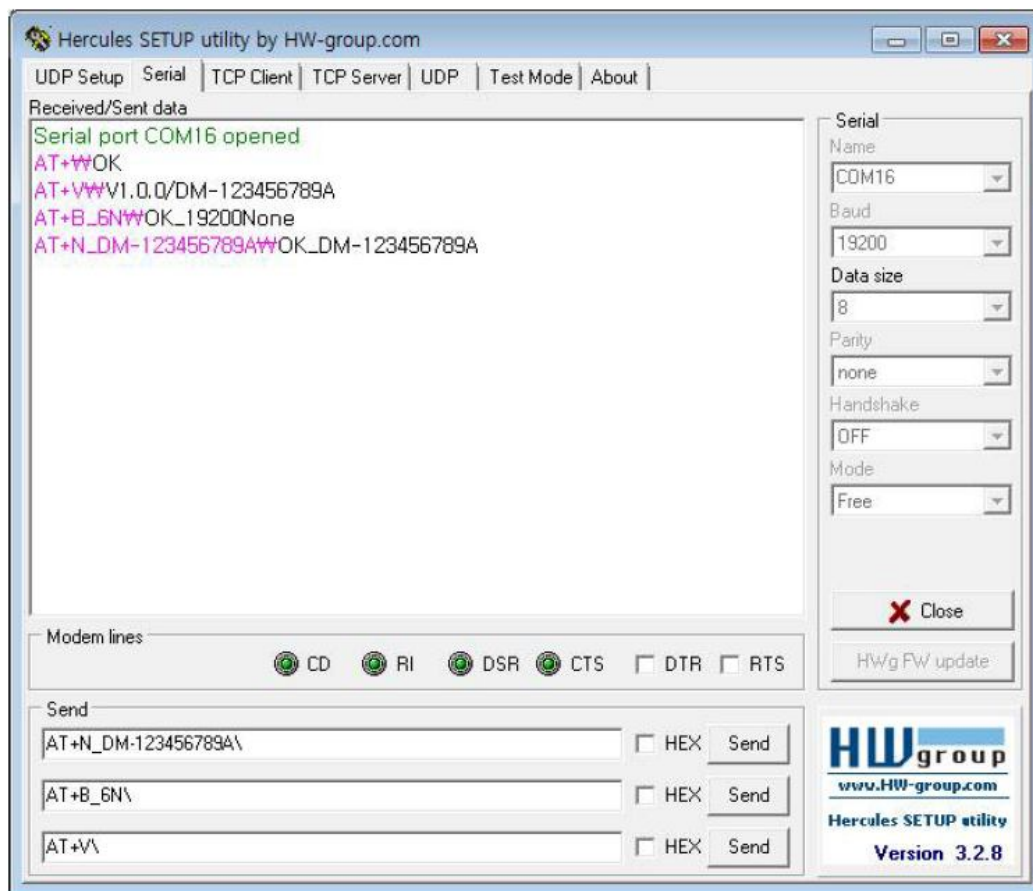 Hercules SETUP utility by HW-group.com
UDP Setup Serial TCP Client TCP Server UDP Test Mode About
Received/Sent data
Serial port COM16 opened
AT+₩OK
AT+V₩V1.0.0/DM-123456789A
AT+B_6N₩OK_19200None
AT+N_DM-123456789A₩OK_DM-123456789A
Serial
Name
COM16
Baud
19200
Data size
8
Parity
none
Handshake
OFF
Mode
Free
Close
HWg FW update
Modem lines
CD RI DSR CTS DTR RTS
Send
AT+N_DM-123456789A\ HEX Send
AT+B_6N\ HEX Send
AT+V\ HEX Send
HWgroup
www.HW-group.com
Hercules SETUP utility
Version 3.2.8